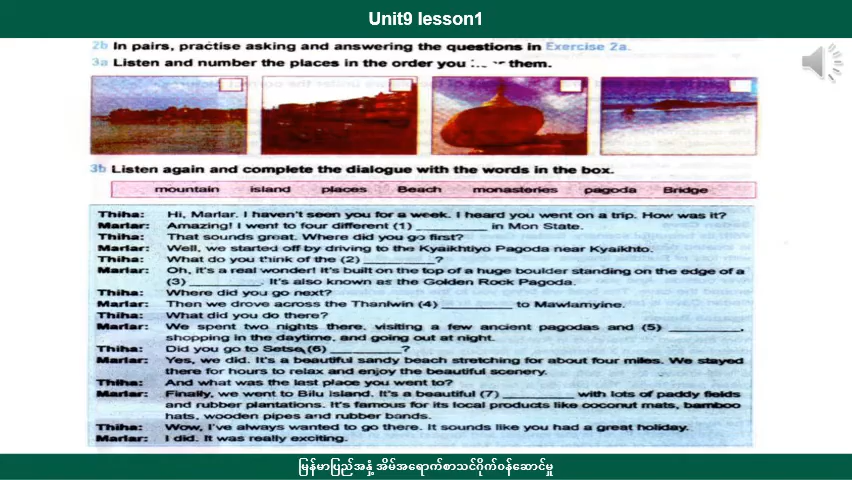 Unit9 lesson1
2b In pairs, practise asking and answering the questions in Exercise 2a.
3a Listen and number the places in the order you them.
3b Listen again and complete the dialogue with the words in the box.
mountain island places Beach monasteries pagoda Bridge
Thiha: Hi, Marlar. I haven't seen you for a week. I heard you went on a trip. How was it?
Marlar: Amazing! I went to four different (1) __________ in Mon State.
Thiha: That sounds great. Where did you go first?
Marlar: Well, we started off by driving to the Kyaikhtiyo Pagoda near Kyaikhto.
Thiha: What do you think of the (2) __________?
Marlar: Oh, it's a real wonder! It's built on the top of a huge boulder standing on the edge of a
(3) __________. It's also known as the Golden Rock Pagoda.
Thiha: Where did you go next?
Marlar: Then we drove across the Thanlwin (4) __________ to Mawlamyine.
Thiha: What did you do there?
Marlar: We spent two nights there, visiting a few ancient pagodas and (5) __________,
shopping in the daytime, and going out at night.
Thiha: Did you go to Setse (6) __________?
Marlar: Yes, we did. It's a beautiful sandy beach stretching for about four miles. We stayed
there for hours to relax and enjoy the beautiful scenery.
Thiha: And what was the last place you went to?
Marlar: Finally, we went to Bilu Island. It's a beautiful (7) __________ with lots of paddy fields
and rubber plantations. It's famous for its local products like coconut mats, bamboo
hats, wooden pipes and rubber bands.
Thiha: Wow, I've always wanted to go there. It sounds like you had a great holiday.
Marlar: I did. It was really exciting.
မြန်မာပြည်အနှံ့ အိမ်အရောက်စာသင်ဂိုက်ဝန်ဆောင်မှု